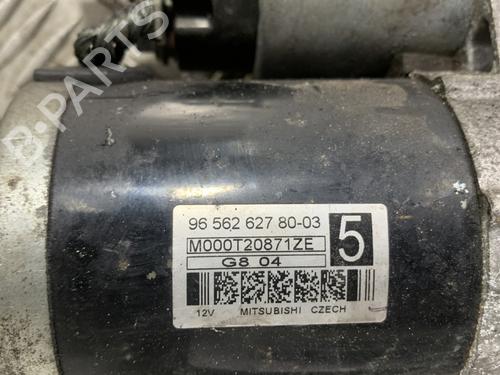 B-PARTS
96 562 627 80-03
M000T20871ZE
5
G8 04
12V MITSUBISHI CZECH